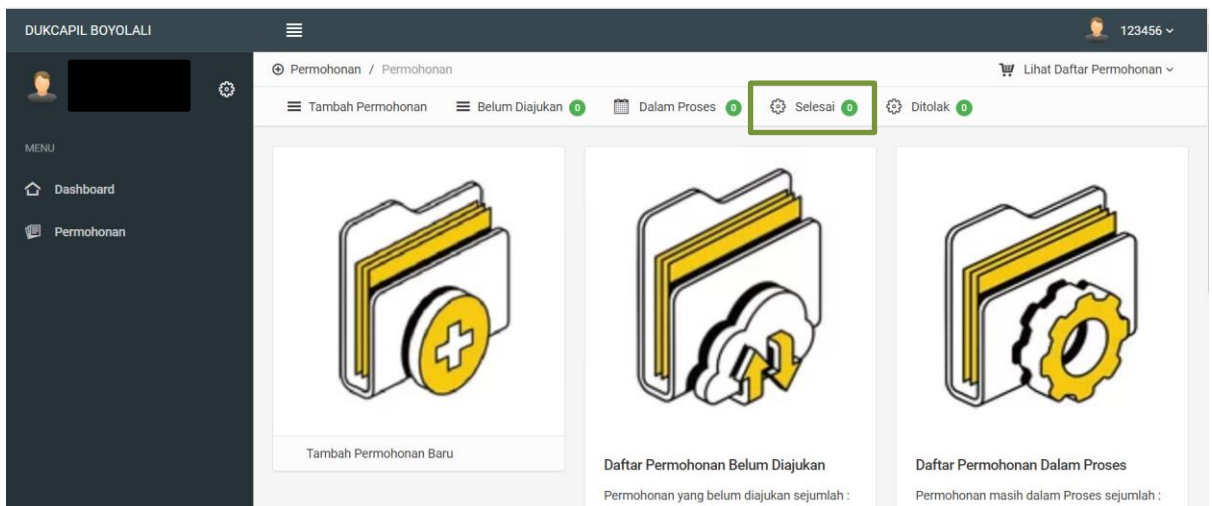 DUKCAPIL BOYOLALI
123456
Permohonan / Permohonan
Lihat Daftar Permohonan
Tambah Permohonan
Belum Diajukan 0
Dalam Proses 0
Selesai 0
Ditolak 0
MENU
Dashboard
Permohonan
Tambah Permohonan Baru
Daftar Permohonan Belum Diajukan
Permohonan yang belum diajukan sejumlah :
Daftar Permohonan Dalam Proses
Permohonan masih dalam Proses sejumlah :